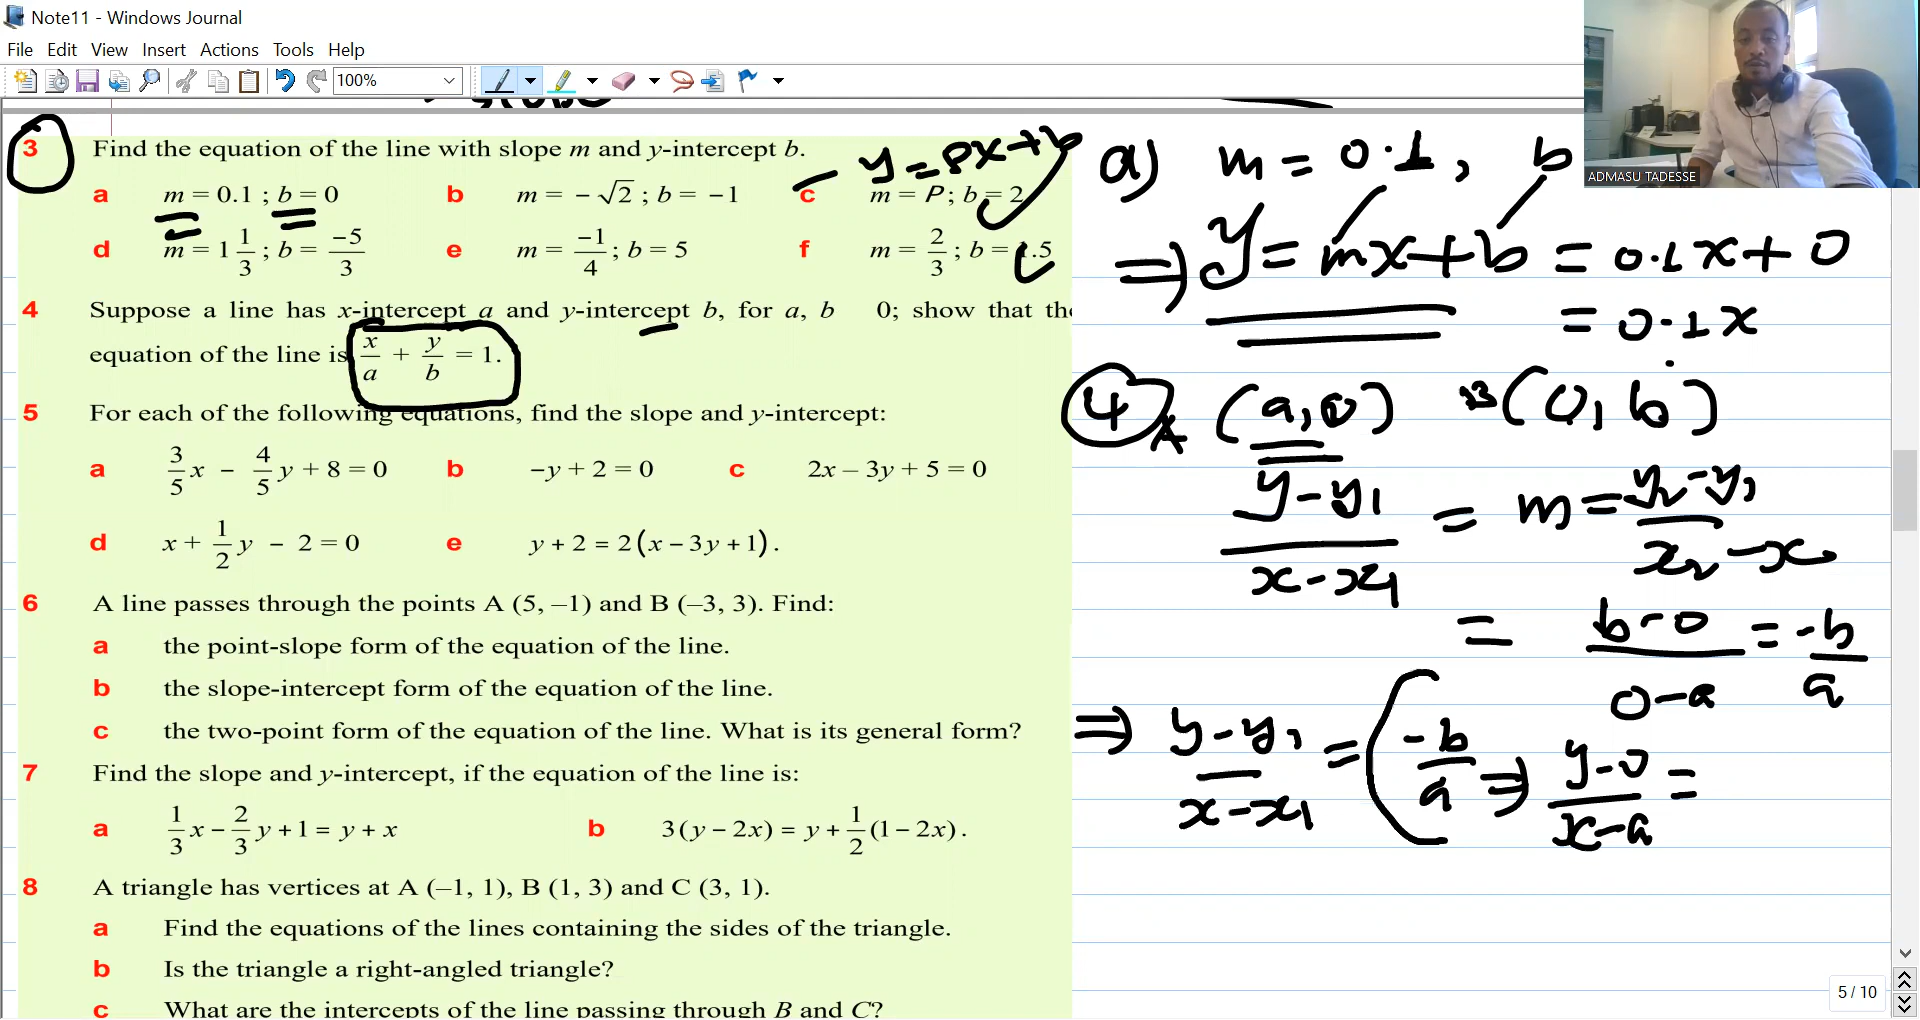 Note11 - Windows Journal
File Edit View Insert Actions Tools Help
100%
ADMASU TADESSE
slope
3 Find the equation of the line with slope m and y-intercept b.
y = Px + b
a m = 0.1 ; b = 0 b m = − √2 ; b = −1 c m = P ; b = 2
d m = 1 1/3 ; b = −5/3 e m = −1/4 ; b = 5 f m = 2/3 ; b = 1.5
4 Suppose a line has x-intercept a and y-intercept b, for a, b 0; show that the
equation of the line is x/a + y/b = 1.
5 For each of the following equations, find the slope and y-intercept:
a 3/5 x − 4/5 y + 8 = 0 b −y + 2 = 0 c 2x – 3y + 5 = 0
d x + 1/2 y − 2 = 0 e y + 2 = 2 (x − 3y + 1) .
6 A line passes through the points A (5, –1) and B (–3, 3). Find:
a the point-slope form of the equation of the line.
b the slope-intercept form of the equation of the line.
c the two-point form of the equation of the line. What is its general form?
7 Find the slope and y-intercept, if the equation of the line is:
a 1/3 x − 2/3 y + 1 = y + x b 3 (y − 2x) = y + 1/2 (1 − 2x) .
8 A triangle has vertices at A (–1, 1), B (1, 3) and C (3, 1).
a Find the equations of the lines containing the sides of the triangle.
b Is the triangle a right-angled triangle?
c What are the intercepts of the line passing through B and C?
a) m = 0.1 , b
⇒ y = mx + b = 0.1x + 0
= 0.1x
4 A (a, 0) B (0, b)
y − y1 / x − x1 = m = y2 − y1 / x2 − x
= b − 0 / 0 − a = −b / a
⇒ y − y1 / x − x1 = ( −b / a ⇒ y − 0 / x − a =
5 / 10